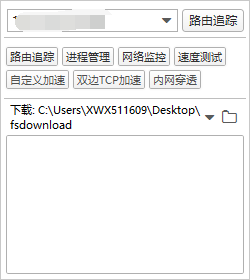 路由追踪
路由追踪 进程管理 网络监控 速度测试
自定义加速 双边TCP加速 内网穿透
下载: C:\Users\XWX511609\Desktop\
fsdownload